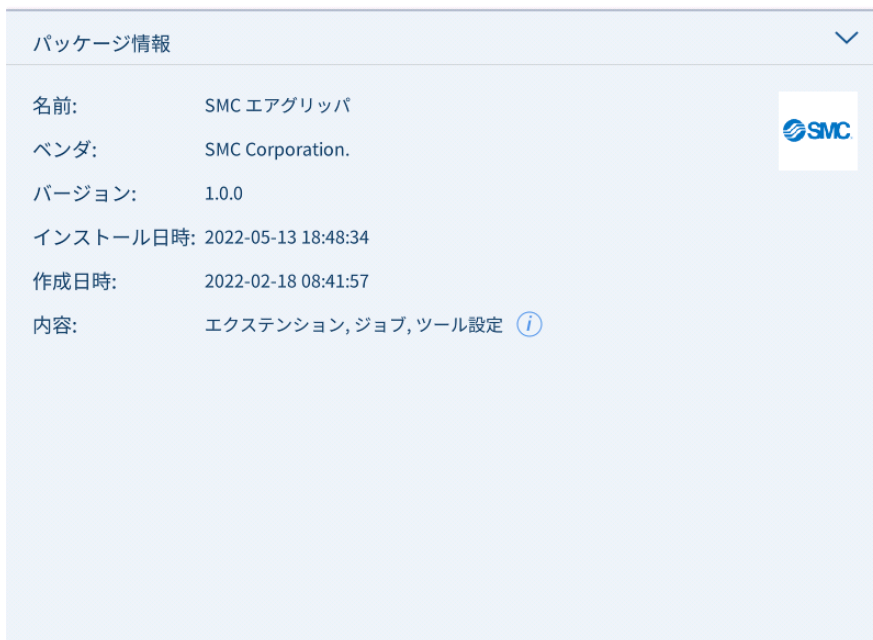 パッケージ情報
名前: SMC エアグリッパ
SMC
ベンダ: SMC Corporation.
バージョン: 1.0.0
インストール日時: 2022-05-13 18:48:34
作成日時: 2022-02-18 08:41:57
内容: エクステンション, ジョブ, ツール設定 i